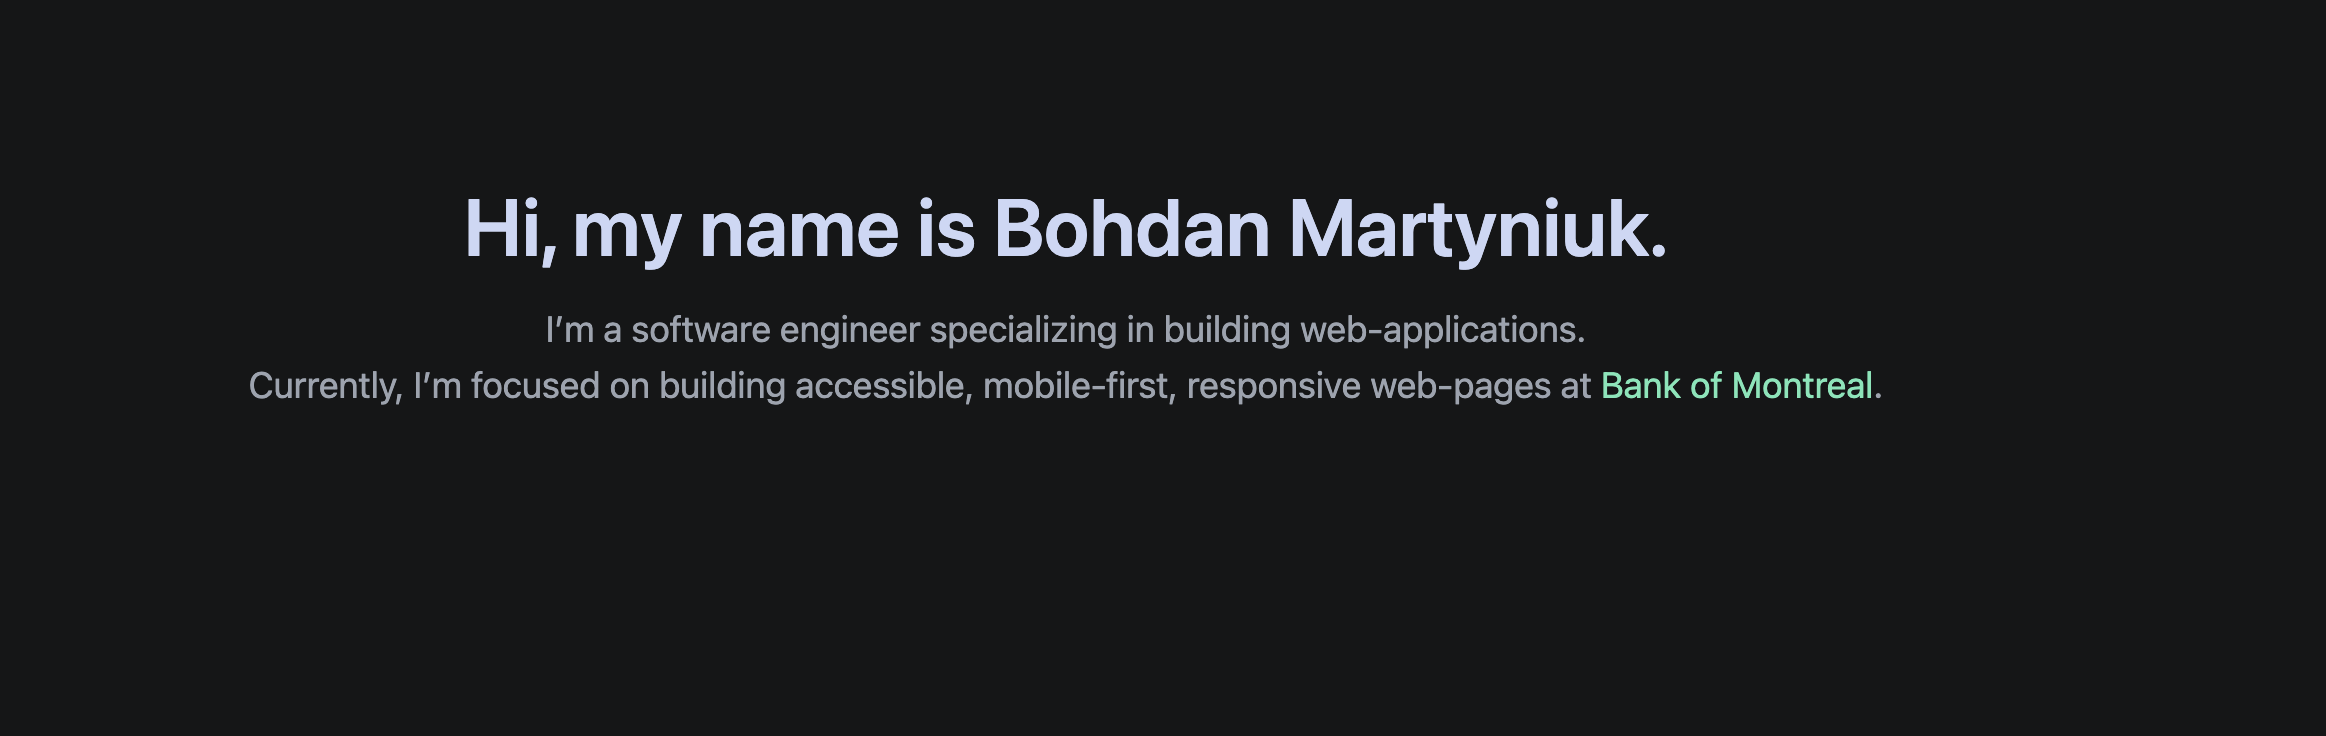 Hi, my name is Bohdan Martyniuk.
I’m a software engineer specializing in building web-applications.
Currently, I’m focused on building accessible, mobile-first, responsive web-pages at Bank of Montreal.